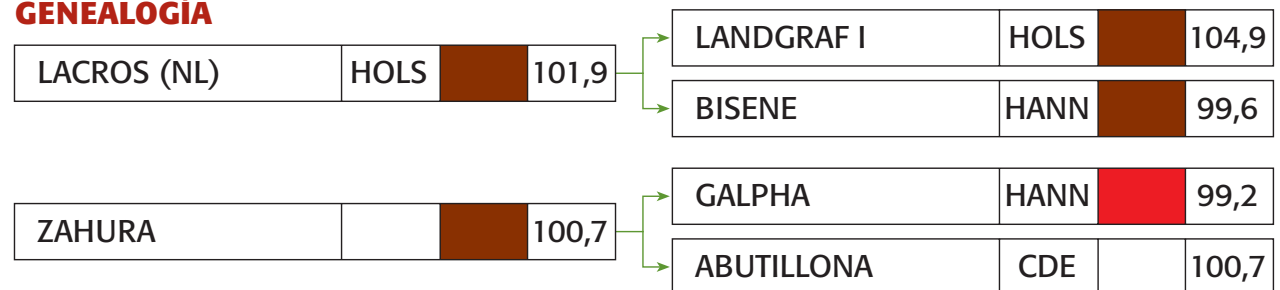 GENEALOGÍA
LACROS (NL) HOLS 101,9
LANDGRAF I HOLS 104,9
BISENE HANN 99,6
ZAHURA 100,7
GALPHA HANN 99,2
ABUTILLONA CDE 100,7